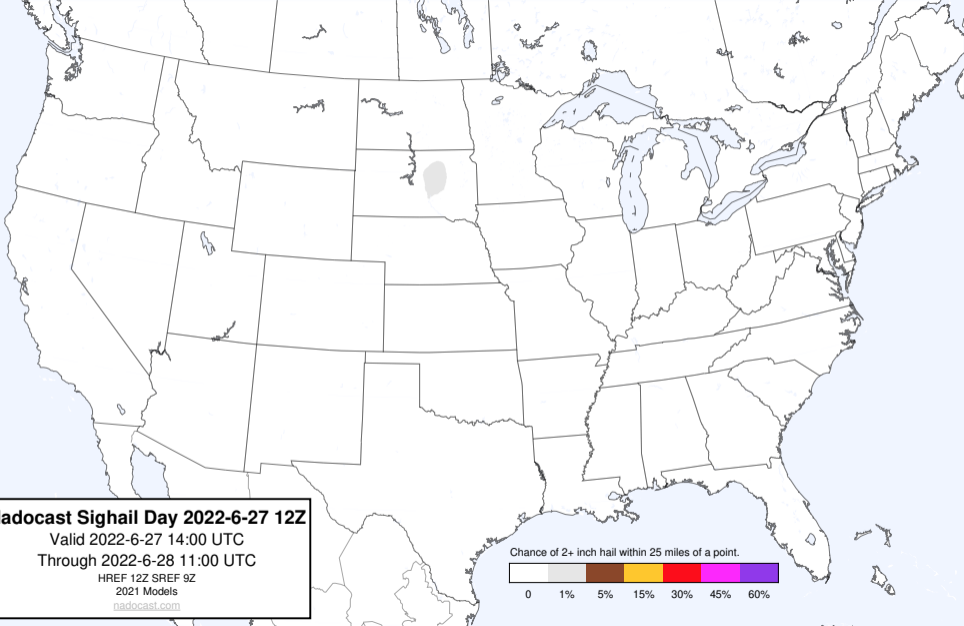 adocast Sighail Day 2022-6-27 12Z
Valid 2022-6-27 14:00 UTC
Through 2022-6-28 11:00 UTC
HREF 12Z SREF 9Z
2021 Models
nadocast.com
Chance of 2+ inch hail within 25 miles of a point.
0 1% 5% 15% 30% 45% 60%